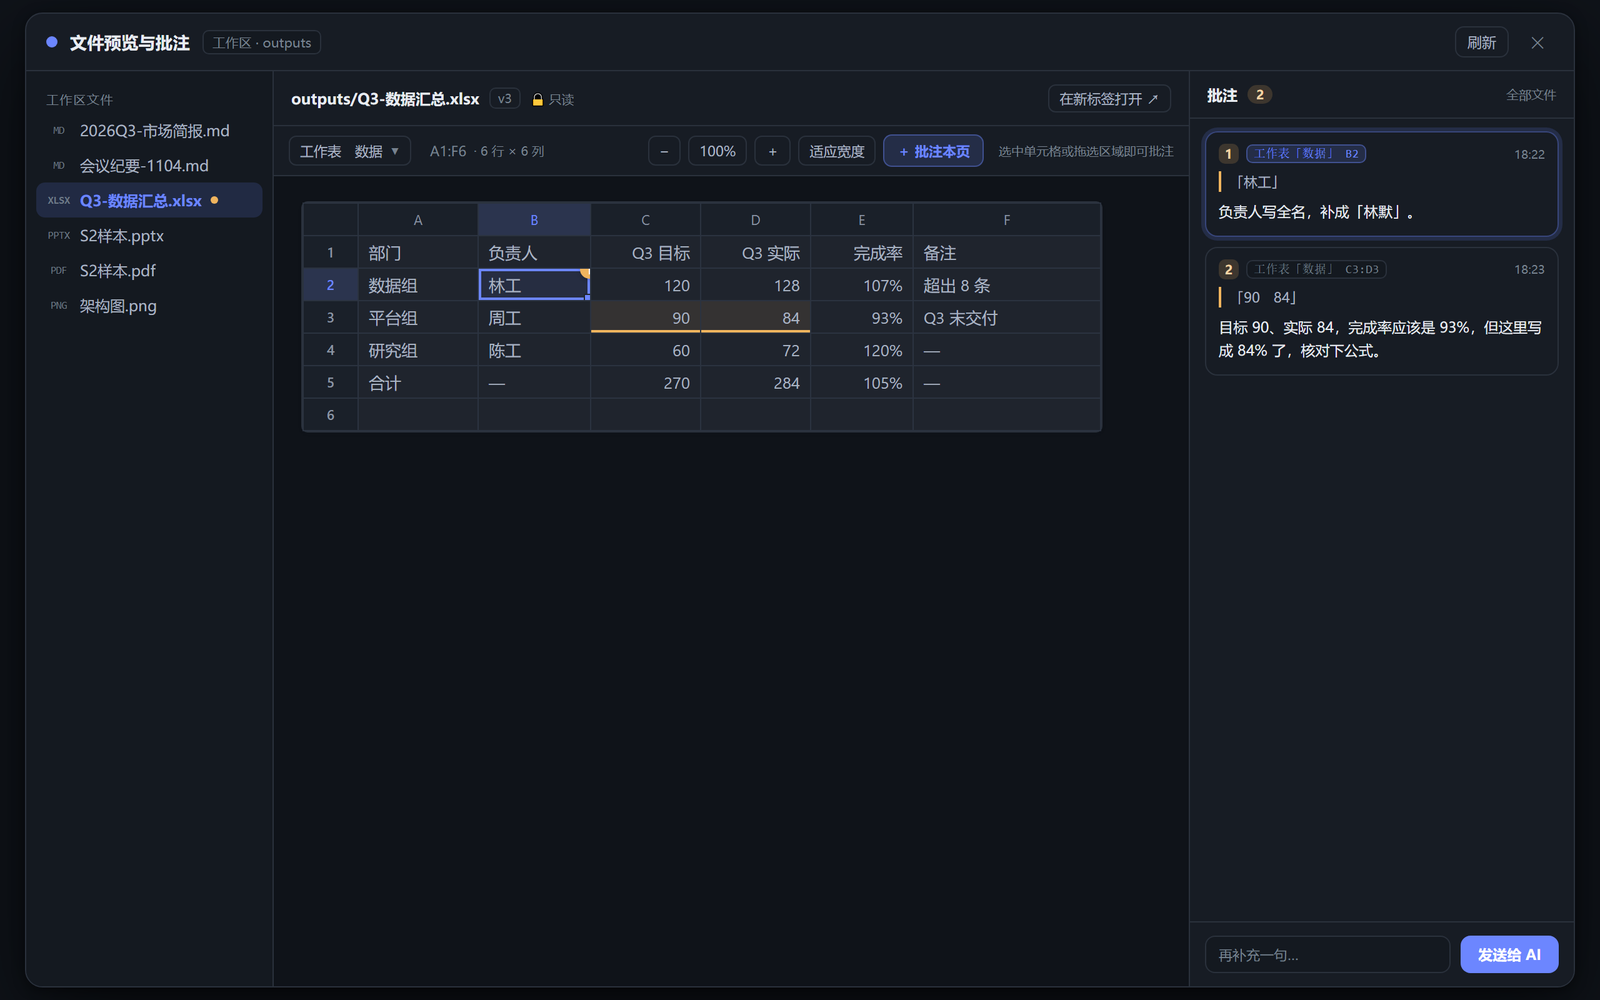 文件预览与批注
工作区 · outputs
刷新
工作区文件
MD 2026Q3-市场简报.md
MD 会议纪要-1104.md
XLSX Q3-数据汇总.xlsx
PPTX S2样本.pptx
PDF S2样本.pdf
PNG 架构图.png
outputs/Q3-数据汇总.xlsx v3 只读
在新标签打开 ↗
工作表 数据 ▾ A1:F6 · 6 行 × 6 列
− 100% + 适应宽度 + 批注本页 选中单元格或拖选区域即可批注
A B C D E F
1 部门 负责人 Q3 目标 Q3 实际 完成率 备注
2 数据组 林工 120 128 107% 超出 8 条
3 平台组 周工 90 84 93% Q3 末交付
4 研究组 陈工 60 72 120% —
5 合计 — 270 284 105% —
6
批注 2 全部文件
1 工作表「数据」 B2 18:22
「林工」
负责人写全名，补成「林默」。
2 工作表「数据」 C3:D3 18:23
「90 84」
目标 90、实际 84，完成率应该是 93%，但这里写
成 84% 了，核对下公式。
再补充一句...
发送给 AI